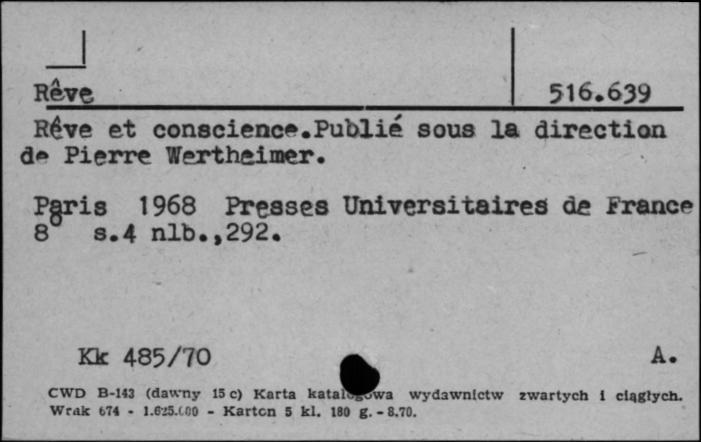 Rêve 516.639
Rêve et conscience.Publié sous la direction
de Pierre Wertheimer.
Paris 1968 Presses Universitaires de France
8° s.4 nlb.,292.
Kk 485/70 A.
CWD B-143 (dawny 15 c) Karta katalogowa wydawnictw zwartych i ciągłych.
Wrak 674 - 1.625.000 - Karton 5 kl. 180 g. - 8.70.